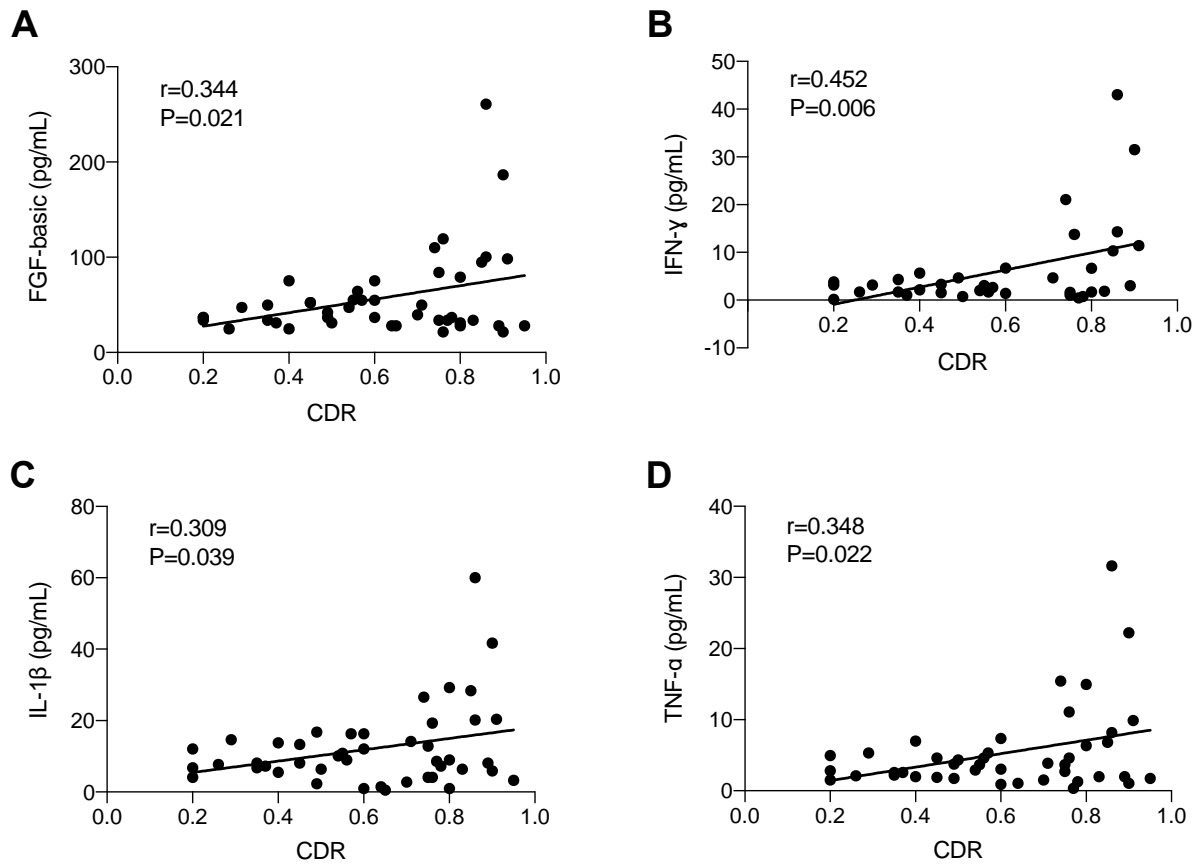 A
r=0.344
P=0.021
FGF-basic (pg/mL)
300
200
100
0
0.0 0.2 0.4 0.6 0.8 1.0
CDR
B
r=0.452
P=0.006
IFN-ɣ (pg/mL)
50
40
30
20
10
0
-10
0.2 0.4 0.6 0.8 1.0
CDR
C
r=0.309
P=0.039
IL-1β (pg/mL)
80
60
40
20
0
0.0 0.2 0.4 0.6 0.8 1.0
CDR
D
r=0.348
P=0.022
TNF-ɑ (pg/mL)
40
30
20
10
0
0.0 0.2 0.4 0.6 0.8 1.0
CDR